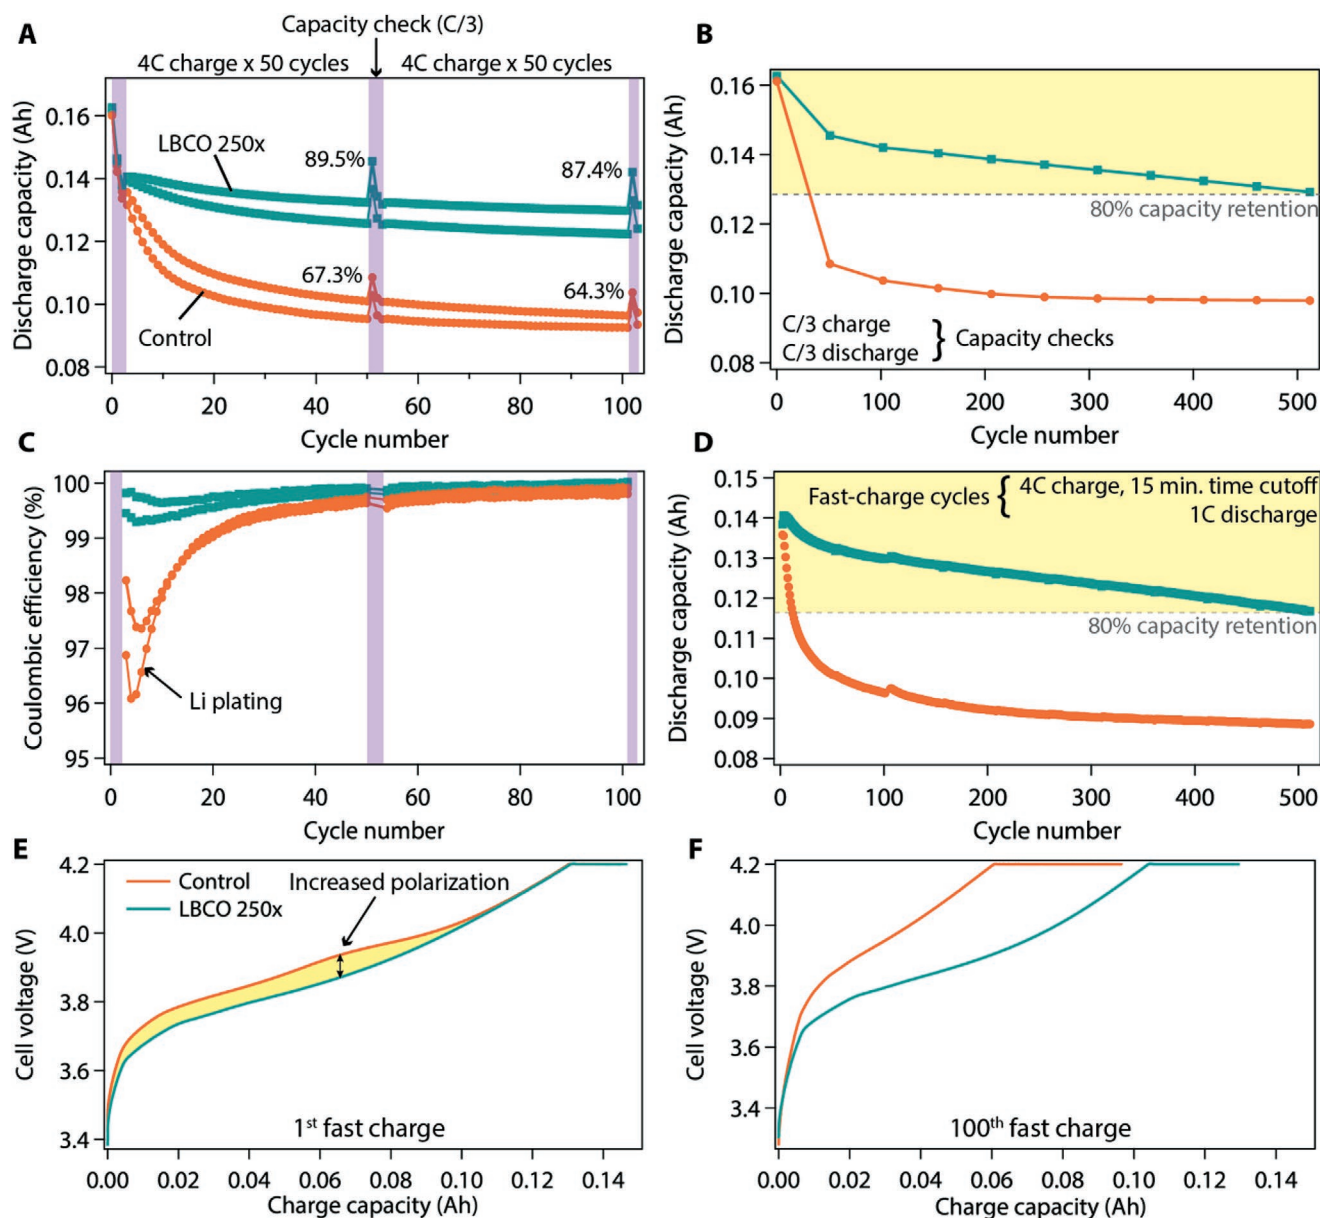 A
Capacity check (C/3)
4C charge x 50 cycles
4C charge x 50 cycles
Discharge capacity (Ah)
0.16
0.14
0.12
0.10
0.08
LBCO 250x
89.5%
87.4%
67.3%
64.3%
Control
0 20 40 60 80 100
Cycle number
B
Discharge capacity (Ah)
0.16
0.14
0.12
0.10
0.08
80% capacity retention
C/3 charge
C/3 discharge
} Capacity checks
0 100 200 300 400 500
Cycle number
C
Coulombic efficiency (%)
100
99
98
97
96
95
Li plating
0 20 40 60 80 100
Cycle number
D
Discharge capacity (Ah)
0.15
0.14
0.13
0.12
0.11
0.10
0.09
0.08
Fast-charge cycles {
4C charge, 15 min. time cutoff
1C discharge
80% capacity retention
0 100 200 300 400 500
Cycle number
E
Cell voltage (V)
4.2
4.0
3.8
3.6
3.4
Control
LBCO 250x
Increased polarization
1st fast charge
0.00 0.02 0.04 0.06 0.08 0.10 0.12 0.14
Charge capacity (Ah)
F
Cell voltage (V)
4.2
4.0
3.8
3.6
3.4
100th fast charge
0.00 0.02 0.04 0.06 0.08 0.10 0.12 0.14
Charge capacity (Ah)